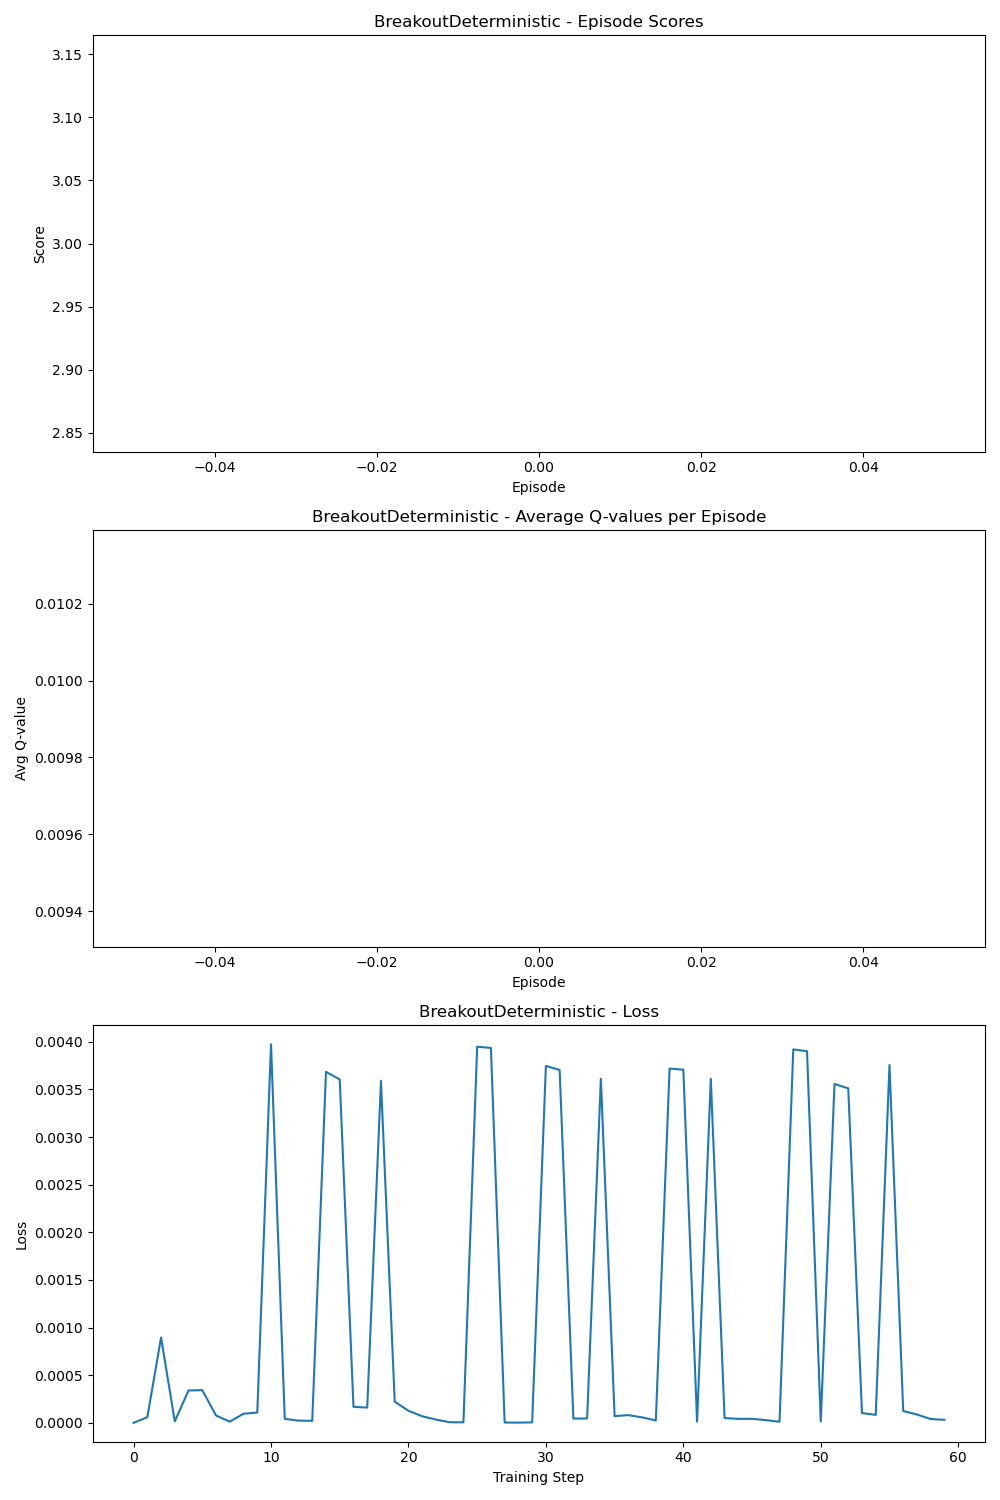 BreakoutDeterministic - Episode Scores
3.15
3.10
3.05
3.00
2.95
2.90
2.85
Score
−0.04 −0.02 0.00 0.02 0.04
Episode
BreakoutDeterministic - Average Q-values per Episode
0.0102
0.0100
0.0098
0.0096
0.0094
Avg Q-value
−0.04 −0.02 0.00 0.02 0.04
Episode
BreakoutDeterministic - Loss
0.0040
0.0035
0.0030
0.0025
0.0020
0.0015
0.0010
0.0005
0.0000
Loss
0 10 20 30 40 50 60
Training Step